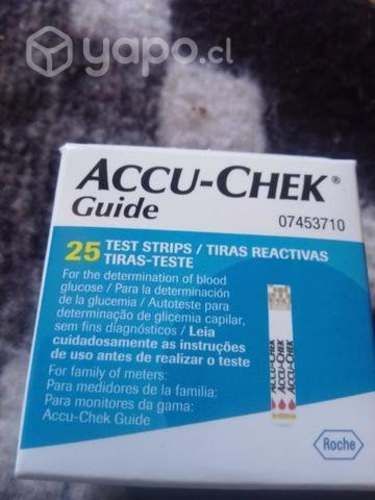 yapo.cl
ACCU-CHEK®
Guide
07453710
25 TEST STRIPS / TIRAS REACTIVAS
TIRAS-TESTE
For the determination of blood
glucose / Para la determinación
de la glucemia / Autoteste para
determinação de glicemia capilar,
sem fins diagnósticos / Leia
cuidadosamente as instruções
de uso antes de realizar o teste
For family of meters:
Para medidores de la familia:
Para monitores da gama:
Accu-Chek Guide
ACCU-CHEK
ACCU-CHEK
ACCU-CHEK
Roche